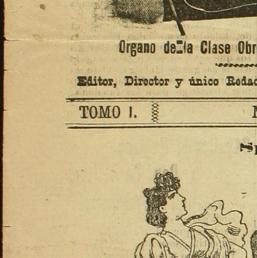 Organo de la Clase Obr
Editor, Director y único Redac
TOMO I.